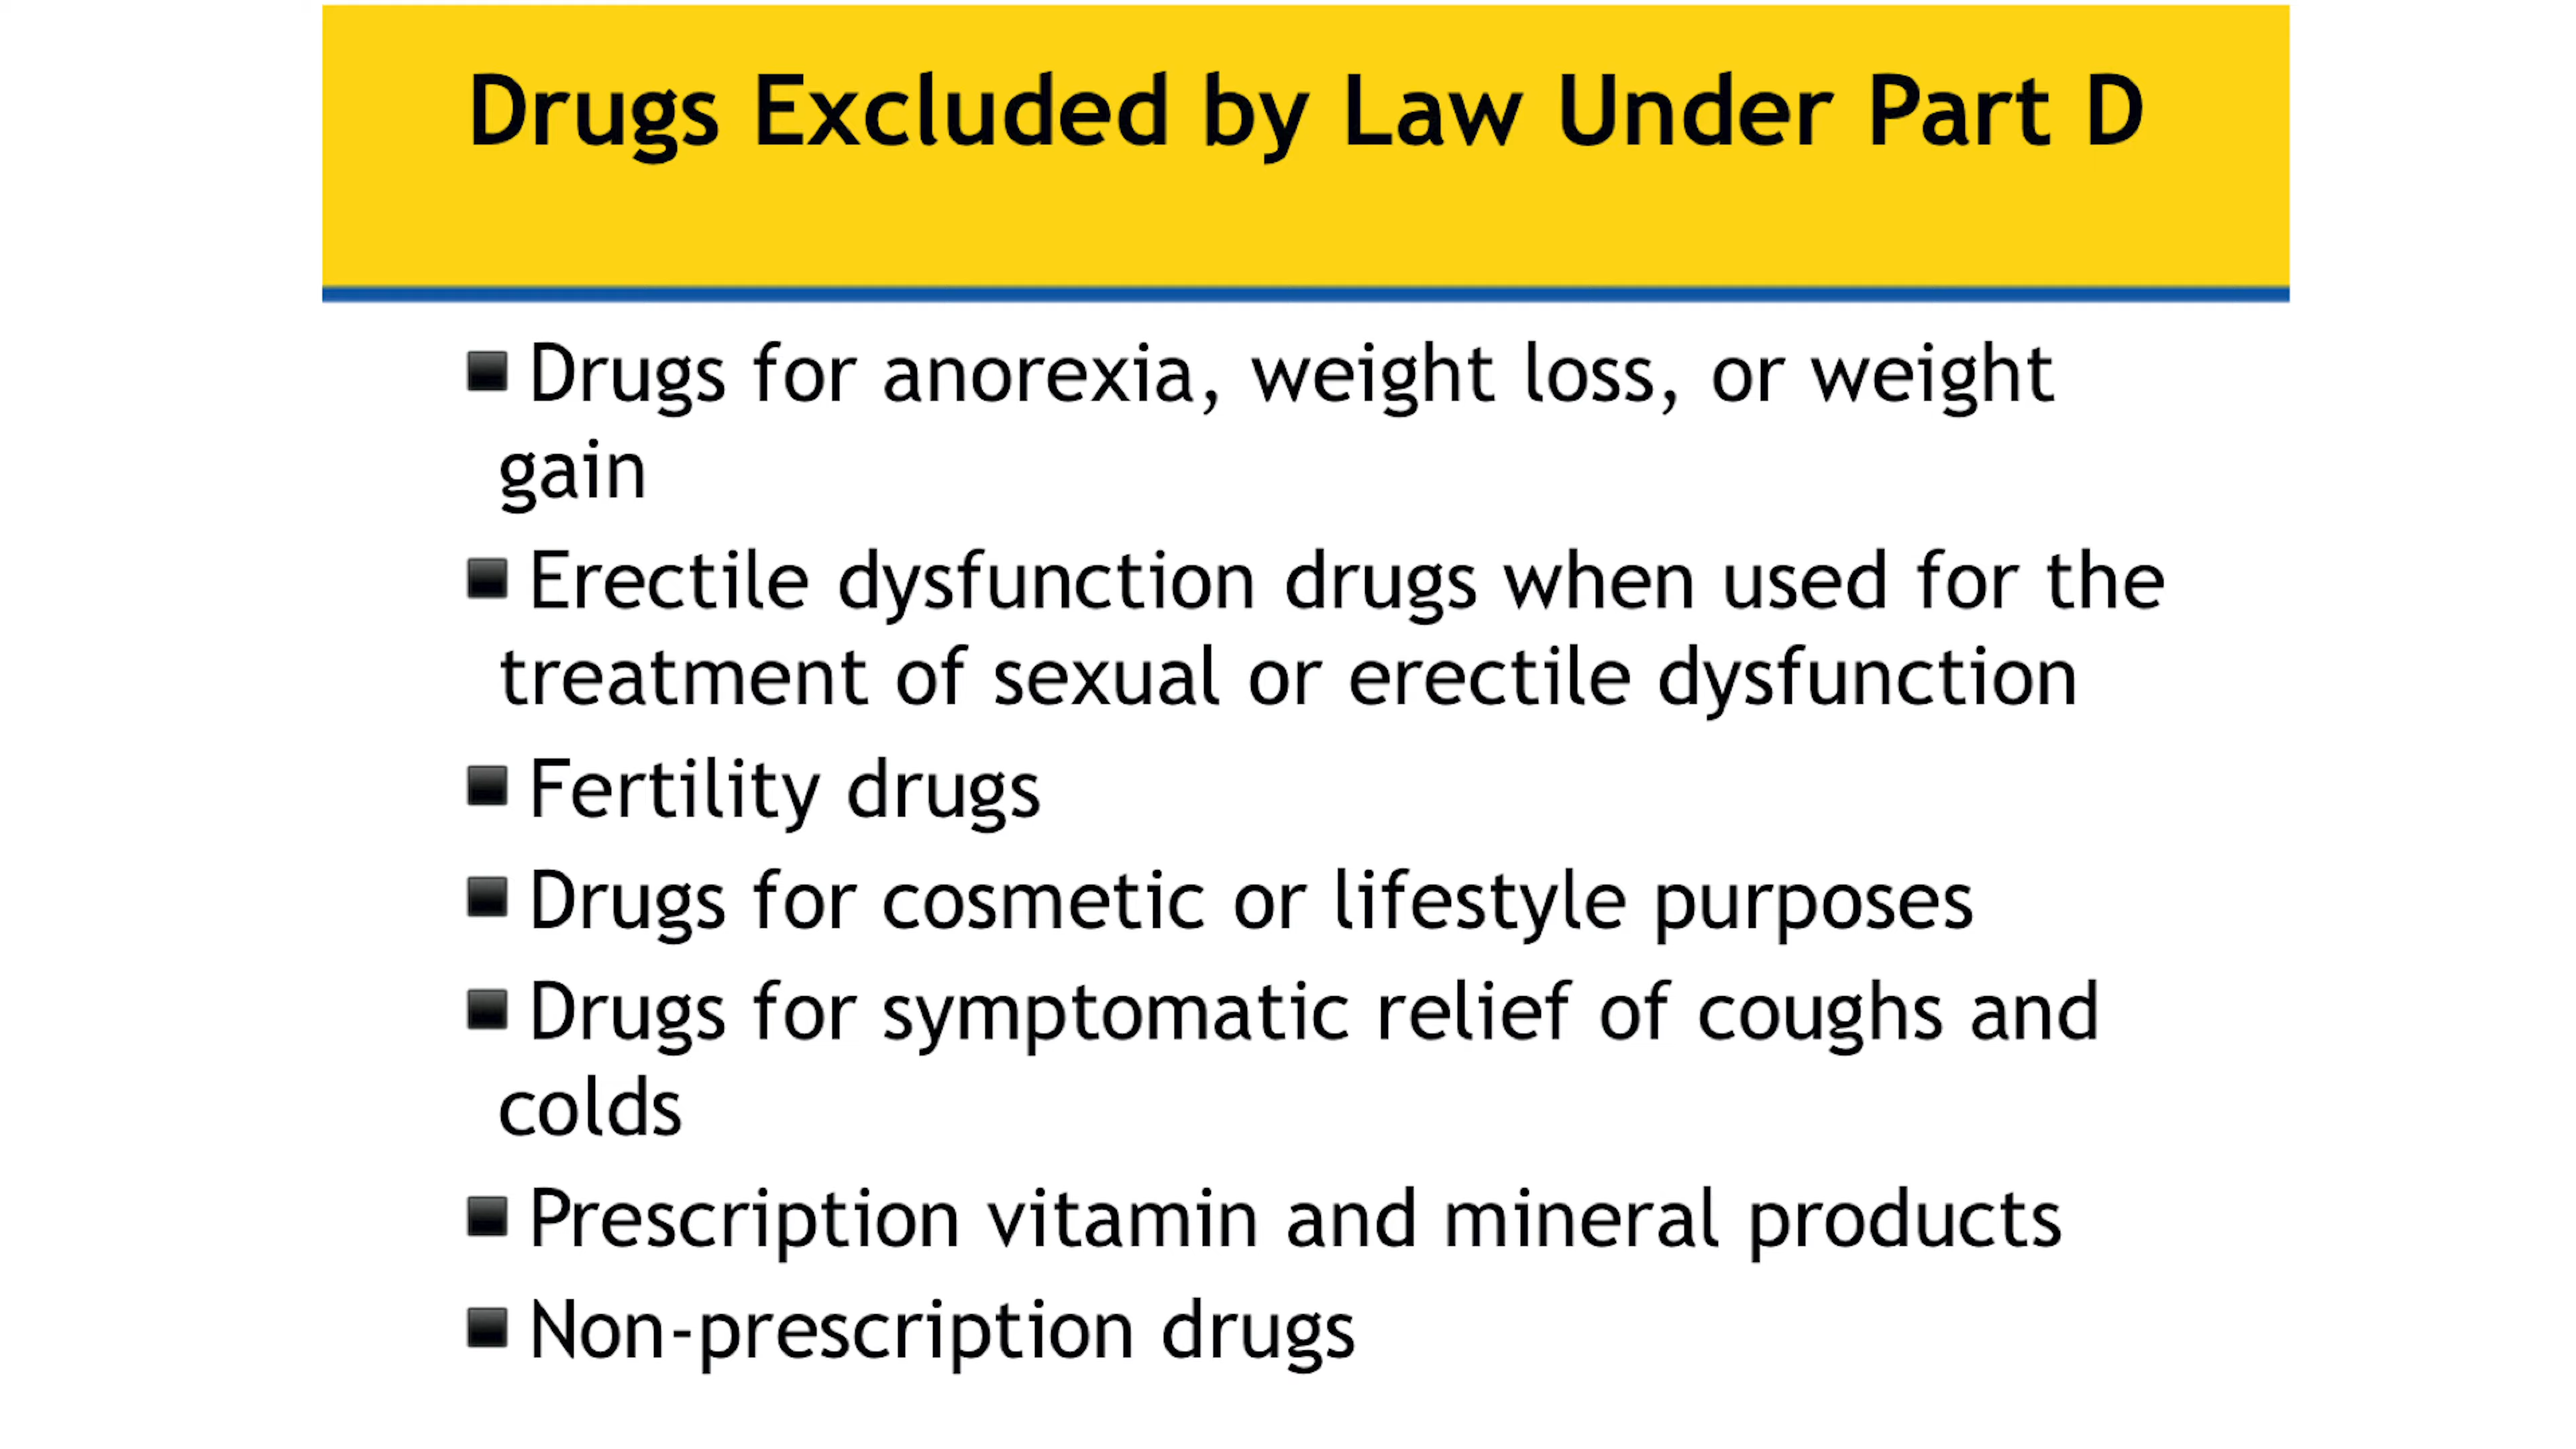 Drugs Excluded by Law Under Part D
Drugs for anorexia, weight loss, or weight
gain
Erectile dysfunction drugs when used for the
treatment of sexual or erectile dysfunction
Fertility drugs
Drugs for cosmetic or lifestyle purposes
Drugs for symptomatic relief of coughs and
colds
Prescription vitamin and mineral products
Non-prescription drugs